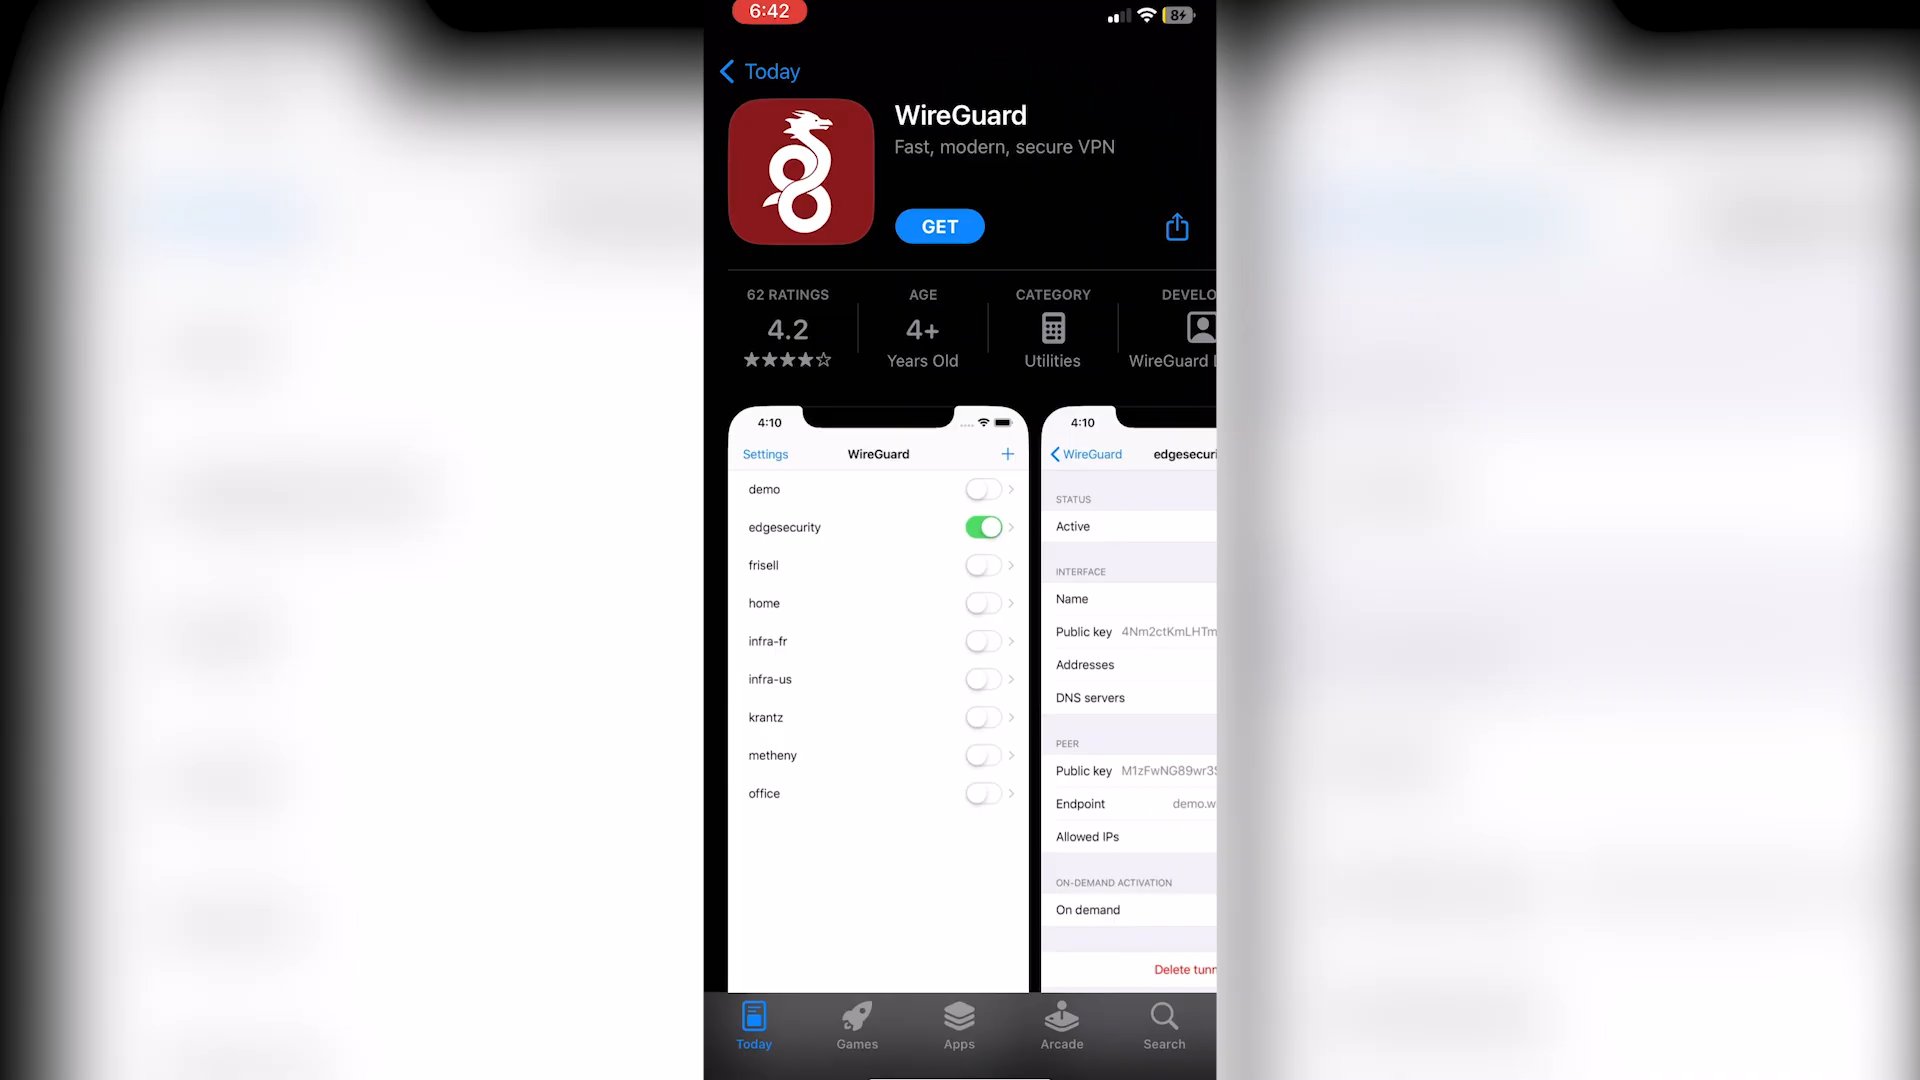 6:42
8
Today
WireGuard
Fast, modern, secure VPN
GET
62 RATINGS
4.2
AGE
4+
Years Old
CATEGORY
Utilities
DEVELO
WireGuard
4:10
Settings
WireGuard
demo
edgesecurity
frisell
home
infra-fr
infra-us
krantz
metheny
office
4:10
WireGuard
edgesecuri
STATUS
Active
INTERFACE
Name
Public key 4Nm2ctKmLHTm
Addresses
DNS servers
PEER
Public key M1zFwNG89wr3S
Endpoint demo.w
Allowed IPs
ON-DEMAND ACTIVATION
On demand
Delete tunn
Today
Games
Apps
Arcade
Search